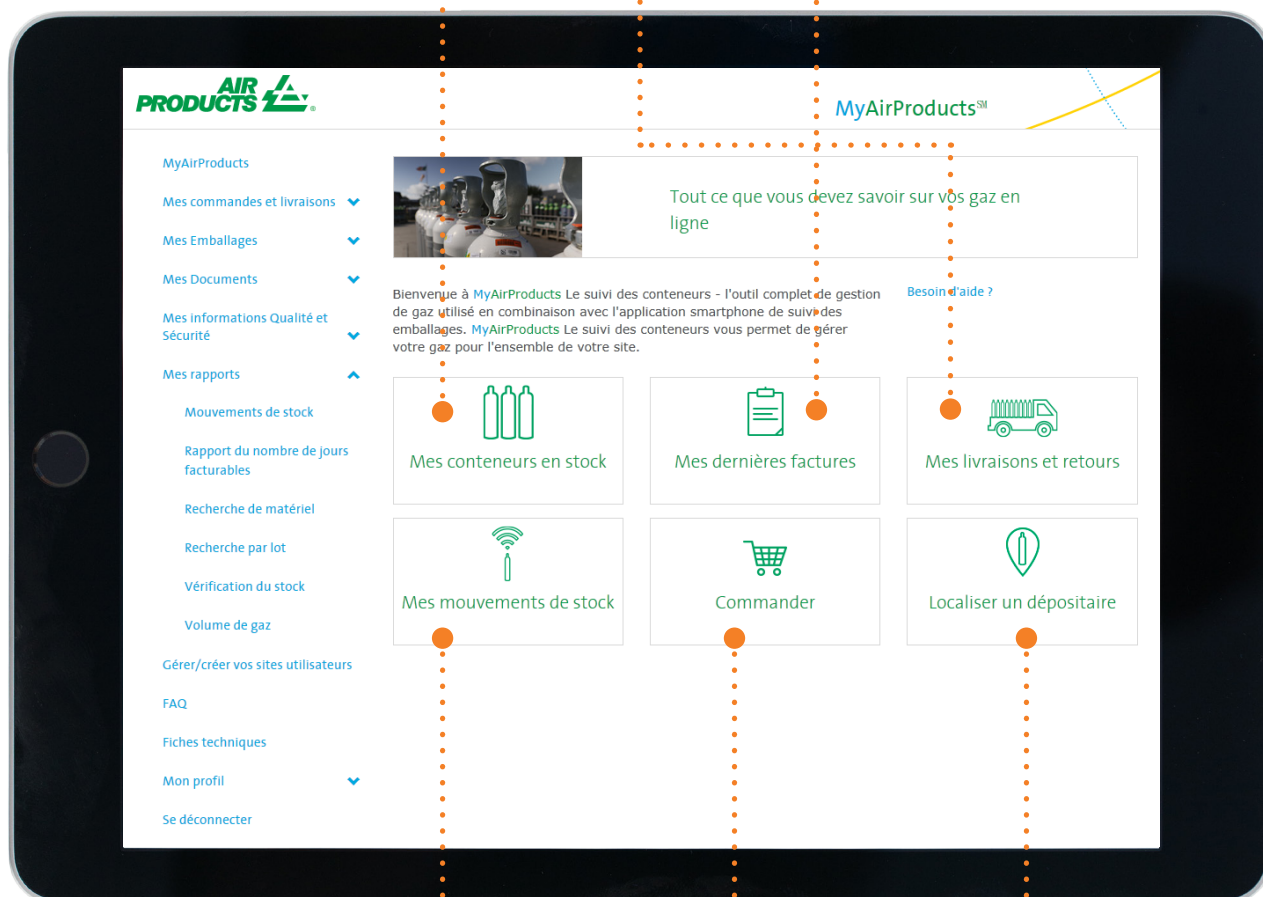 AIR
PRODUCTS
MyAirProducts℠
MyAirProducts
Mes commandes et livraisons
Mes Emballages
Mes Documents
Mes informations Qualité et
Sécurité
Mes rapports
Mouvements de stock
Rapport du nombre de jours
facturables
Recherche de matériel
Recherche par lot
Vérification du stock
Volume de gaz
Gérer/créer vos sites utilisateurs
FAQ
Fiches techniques
Mon profil
Se déconnecter
Tout ce que vous devez savoir sur vos gaz en
ligne
Bienvenue à MyAirProducts Le suivi des conteneurs - l'outil complet de gestion
de gaz utilisé en combinaison avec l'application smartphone de suivi des
emballages. MyAirProducts Le suivi des conteneurs vous permet de gérer
votre gaz pour l'ensemble de votre site.
Besoin d'aide ?
Mes conteneurs en stock
Mes dernières factures
Mes livraisons et retours
Mes mouvements de stock
Commander
Localiser un dépositaire